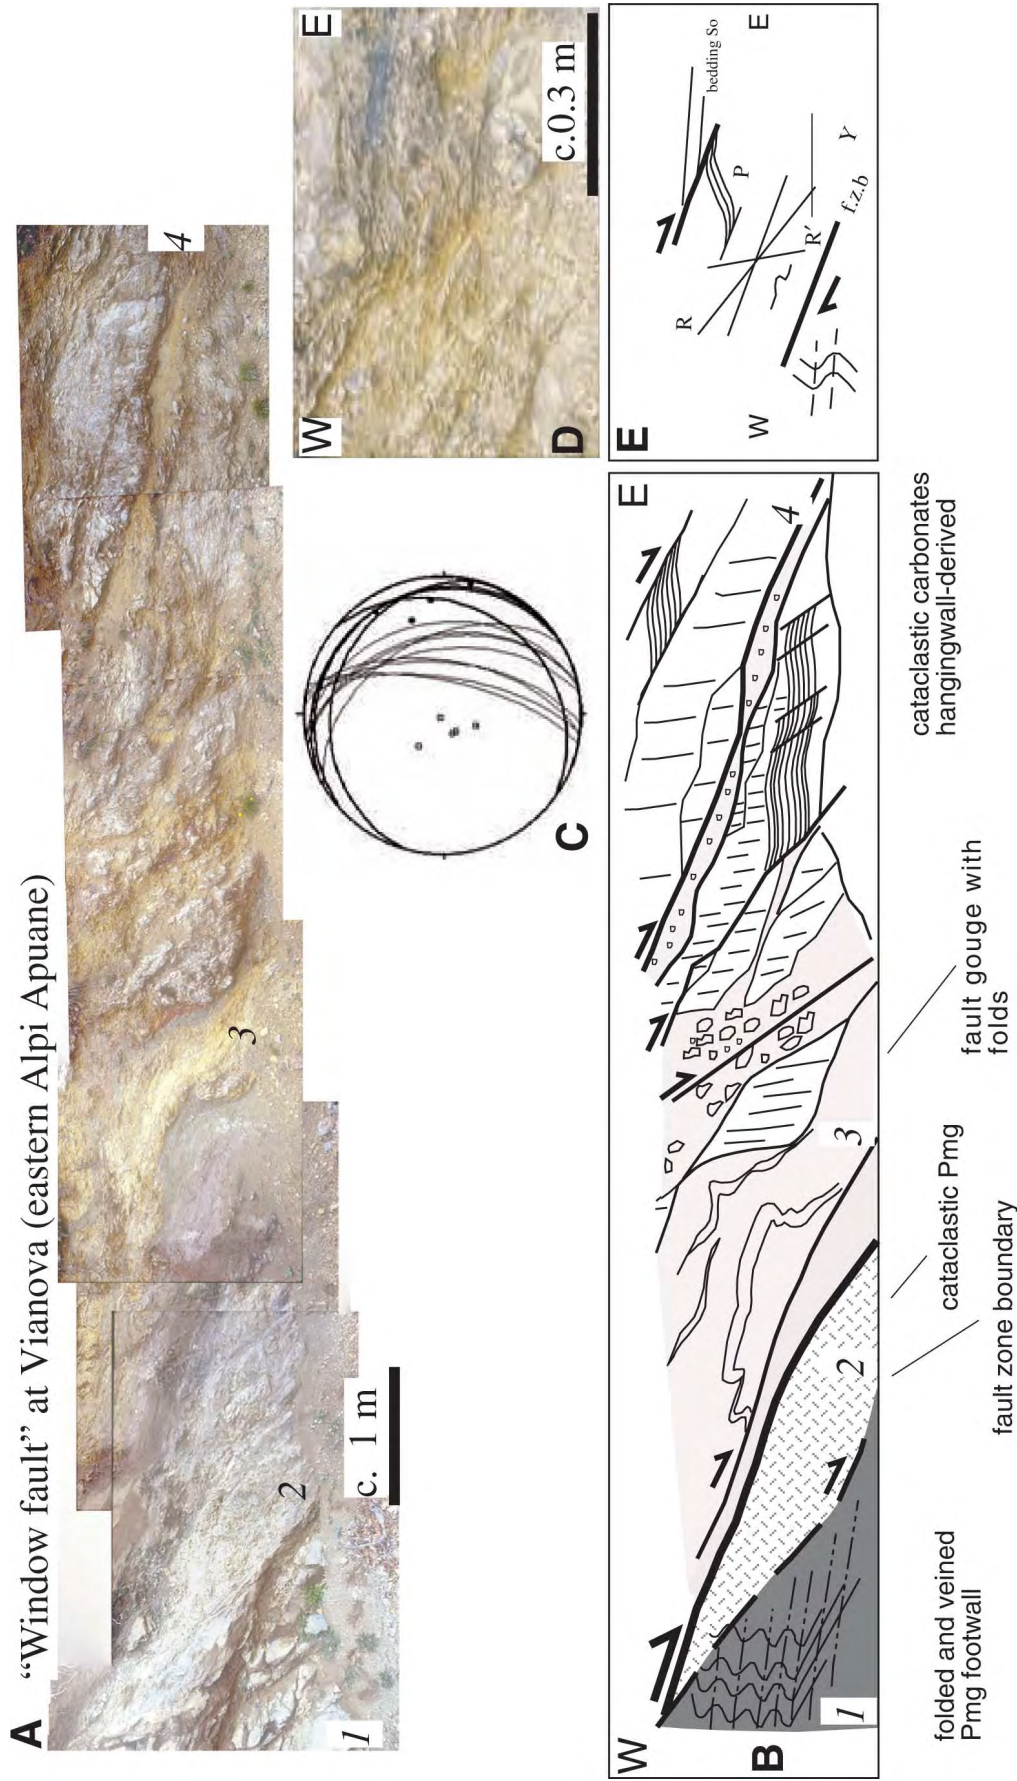 A "Window fault" at Vianova (eastern Alpi Apuane)
1
2
3
4
c. 1 m
W
E
D
c.0.3 m
C
W
E
B
1
2
3
4
folded and veined
Pmg footwall
fault zone boundary
cataclastic Pmg
fault gouge with
folds
cataclastic carbonates
hangingwall-derived
E
W
E
bedding So
P
R
R'
Y
f.z.b